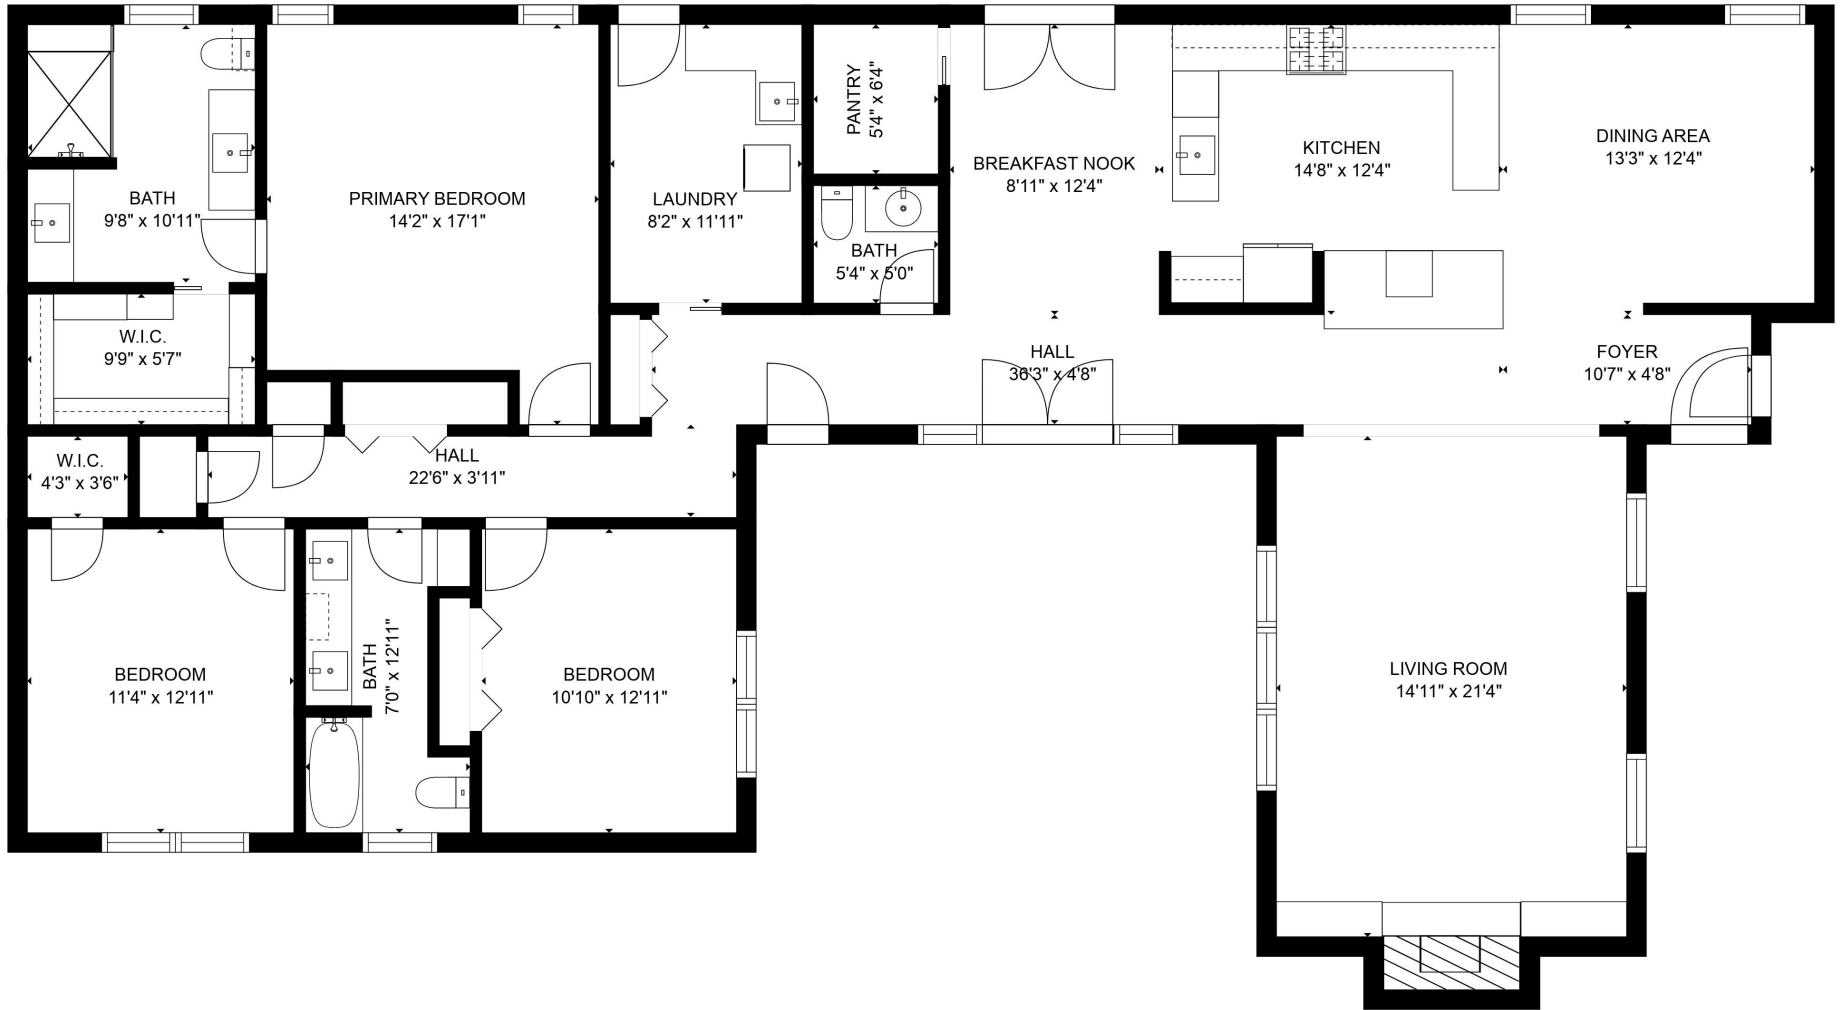 BATH
9'8" x 10'11"
PRIMARY BEDROOM
14'2" x 17'1"
LAUNDRY
8'2" x 11'11"
PANTRY
5'4" x 6'4"
BATH
5'4" x 5'0"
BREAKFAST NOOK
8'11" x 12'4"
KITCHEN
14'8" x 12'4"
DINING AREA
13'3" x 12'4"
W.I.C.
9'9" x 5'7"
HALL
36'3" x 4'8"
FOYER
10'7" x 4'8"
W.I.C.
4'3" x 3'6"
HALL
22'6" x 3'11"
BEDROOM
11'4" x 12'11"
BATH
7'0" x 12'11"
BEDROOM
10'10" x 12'11"
LIVING ROOM
14'11" x 21'4"